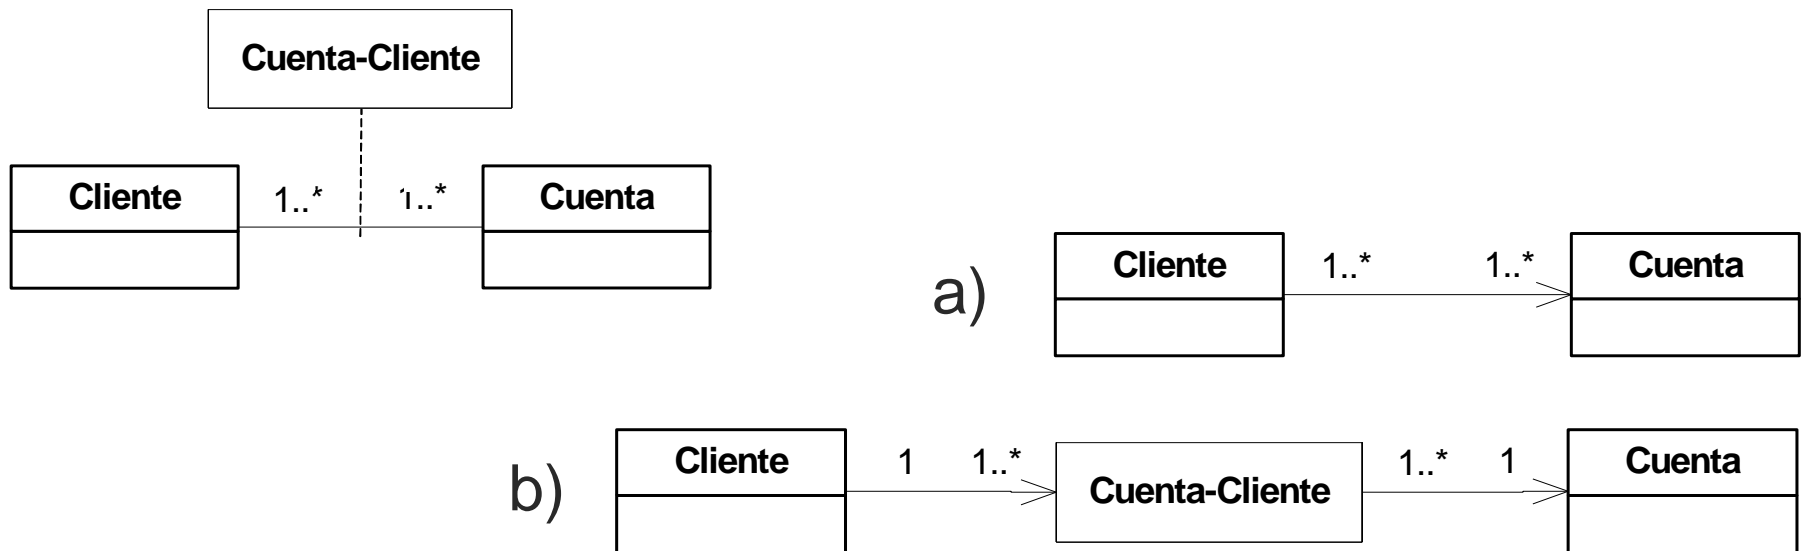 Cuenta-Cliente
Cliente 1..* 1..* Cuenta
a) Cliente 1..* 1..* Cuenta
b) Cliente 1 1..* Cuenta-Cliente 1..* 1 Cuenta